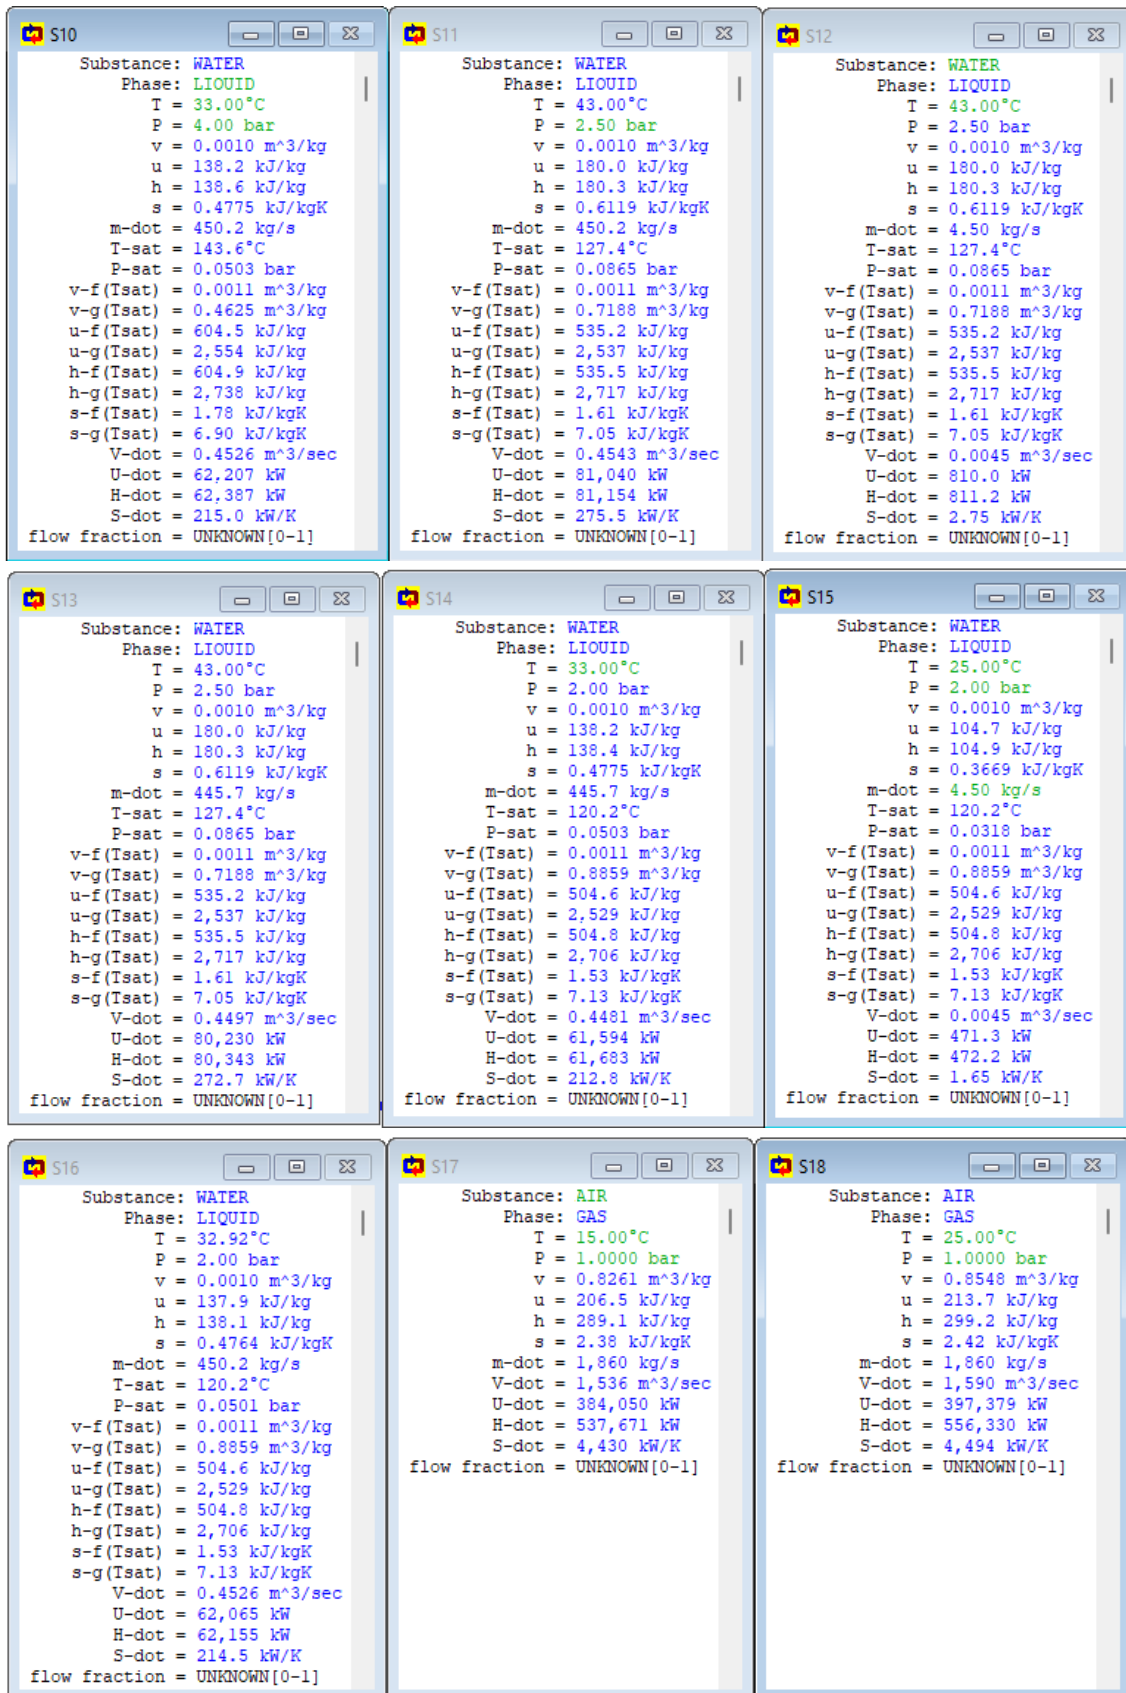 S10
Substance: WATER
Phase: LIQUID
T = 33.00°C
P = 4.00 bar
v = 0.0010 m^3/kg
u = 138.2 kJ/kg
h = 138.6 kJ/kg
s = 0.4775 kJ/kgK
m-dot = 450.2 kg/s
T-sat = 143.6°C
P-sat = 0.0503 bar
v-f(Tsat) = 0.0011 m^3/kg
v-g(Tsat) = 0.4625 m^3/kg
u-f(Tsat) = 604.5 kJ/kg
u-g(Tsat) = 2,554 kJ/kg
h-f(Tsat) = 604.9 kJ/kg
h-g(Tsat) = 2,738 kJ/kg
s-f(Tsat) = 1.78 kJ/kgK
s-g(Tsat) = 6.90 kJ/kgK
V-dot = 0.4526 m^3/sec
U-dot = 62,207 kW
H-dot = 62,387 kW
S-dot = 215.0 kW/K
flow fraction = UNKNOWN[0-1]
S11
Substance: WATER
Phase: LIQUID
T = 43.00°C
P = 2.50 bar
v = 0.0010 m^3/kg
u = 180.0 kJ/kg
h = 180.3 kJ/kg
s = 0.6119 kJ/kgK
m-dot = 450.2 kg/s
T-sat = 127.4°C
P-sat = 0.0865 bar
v-f(Tsat) = 0.0011 m^3/kg
v-g(Tsat) = 0.7188 m^3/kg
u-f(Tsat) = 535.2 kJ/kg
u-g(Tsat) = 2,537 kJ/kg
h-f(Tsat) = 535.5 kJ/kg
h-g(Tsat) = 2,717 kJ/kg
s-f(Tsat) = 1.61 kJ/kgK
s-g(Tsat) = 7.05 kJ/kgK
V-dot = 0.4543 m^3/sec
U-dot = 81,040 kW
H-dot = 81,154 kW
S-dot = 275.5 kW/K
flow fraction = UNKNOWN[0-1]
S12
Substance: WATER
Phase: LIQUID
T = 43.00°C
P = 2.50 bar
v = 0.0010 m^3/kg
u = 180.0 kJ/kg
h = 180.3 kJ/kg
s = 0.6119 kJ/kgK
m-dot = 4.50 kg/s
T-sat = 127.4°C
P-sat = 0.0865 bar
v-f(Tsat) = 0.0011 m^3/kg
v-g(Tsat) = 0.7188 m^3/kg
u-f(Tsat) = 535.2 kJ/kg
u-g(Tsat) = 2,537 kJ/kg
h-f(Tsat) = 535.5 kJ/kg
h-g(Tsat) = 2,717 kJ/kg
s-f(Tsat) = 1.61 kJ/kgK
s-g(Tsat) = 7.05 kJ/kgK
V-dot = 0.0045 m^3/sec
U-dot = 810.0 kW
H-dot = 811.2 kW
S-dot = 2.75 kW/K
flow fraction = UNKNOWN[0-1]
S13
Substance: WATER
Phase: LIQUID
T = 43.00°C
P = 2.50 bar
v = 0.0010 m^3/kg
u = 180.0 kJ/kg
h = 180.3 kJ/kg
s = 0.6119 kJ/kgK
m-dot = 445.7 kg/s
T-sat = 127.4°C
P-sat = 0.0865 bar
v-f(Tsat) = 0.0011 m^3/kg
v-g(Tsat) = 0.7188 m^3/kg
u-f(Tsat) = 535.2 kJ/kg
u-g(Tsat) = 2,537 kJ/kg
h-f(Tsat) = 535.5 kJ/kg
h-g(Tsat) = 2,717 kJ/kg
s-f(Tsat) = 1.61 kJ/kgK
s-g(Tsat) = 7.05 kJ/kgK
V-dot = 0.4497 m^3/sec
U-dot = 80,230 kW
H-dot = 80,343 kW
S-dot = 272.7 kW/K
flow fraction = UNKNOWN[0-1]
S14
Substance: WATER
Phase: LIQUID
T = 33.00°C
P = 2.00 bar
v = 0.0010 m^3/kg
u = 138.2 kJ/kg
h = 138.4 kJ/kg
s = 0.4775 kJ/kgK
m-dot = 445.7 kg/s
T-sat = 120.2°C
P-sat = 0.0503 bar
v-f(Tsat) = 0.0011 m^3/kg
v-g(Tsat) = 0.8859 m^3/kg
u-f(Tsat) = 504.6 kJ/kg
u-g(Tsat) = 2,529 kJ/kg
h-f(Tsat) = 504.8 kJ/kg
h-g(Tsat) = 2,706 kJ/kg
s-f(Tsat) = 1.53 kJ/kgK
s-g(Tsat) = 7.13 kJ/kgK
V-dot = 0.4481 m^3/sec
U-dot = 61,594 kW
H-dot = 61,683 kW
S-dot = 212.8 kW/K
flow fraction = UNKNOWN[0-1]
S15
Substance: WATER
Phase: LIQUID
T = 25.00°C
P = 2.00 bar
v = 0.0010 m^3/kg
u = 104.7 kJ/kg
h = 104.9 kJ/kg
s = 0.3669 kJ/kgK
m-dot = 4.50 kg/s
T-sat = 120.2°C
P-sat = 0.0318 bar
v-f(Tsat) = 0.0011 m^3/kg
v-g(Tsat) = 0.8859 m^3/kg
u-f(Tsat) = 504.6 kJ/kg
u-g(Tsat) = 2,529 kJ/kg
h-f(Tsat) = 504.8 kJ/kg
h-g(Tsat) = 2,706 kJ/kg
s-f(Tsat) = 1.53 kJ/kgK
s-g(Tsat) = 7.13 kJ/kgK
V-dot = 0.0045 m^3/sec
U-dot = 471.3 kW
H-dot = 472.2 kW
S-dot = 1.65 kW/K
flow fraction = UNKNOWN[0-1]
S16
Substance: WATER
Phase: LIQUID
T = 32.92°C
P = 2.00 bar
v = 0.0010 m^3/kg
u = 137.9 kJ/kg
h = 138.1 kJ/kg
s = 0.4764 kJ/kgK
m-dot = 450.2 kg/s
T-sat = 120.2°C
P-sat = 0.0501 bar
v-f(Tsat) = 0.0011 m^3/kg
v-g(Tsat) = 0.8859 m^3/kg
u-f(Tsat) = 504.6 kJ/kg
u-g(Tsat) = 2,529 kJ/kg
h-f(Tsat) = 504.8 kJ/kg
h-g(Tsat) = 2,706 kJ/kg
s-f(Tsat) = 1.53 kJ/kgK
s-g(Tsat) = 7.13 kJ/kgK
V-dot = 0.4526 m^3/sec
U-dot = 62,065 kW
H-dot = 62,155 kW
S-dot = 214.5 kW/K
flow fraction = UNKNOWN[0-1]
S17
Substance: AIR
Phase: GAS
T = 15.00°C
P = 1.0000 bar
v = 0.8261 m^3/kg
u = 206.5 kJ/kg
h = 289.1 kJ/kg
s = 2.38 kJ/kgK
m-dot = 1,860 kg/s
V-dot = 1,536 m^3/sec
U-dot = 384,050 kW
H-dot = 537,671 kW
S-dot = 4,430 kW/K
flow fraction = UNKNOWN[0-1]
S18
Substance: AIR
Phase: GAS
T = 25.00°C
P = 1.0000 bar
v = 0.8548 m^3/kg
u = 213.7 kJ/kg
h = 299.2 kJ/kg
s = 2.42 kJ/kgK
m-dot = 1,860 kg/s
V-dot = 1,590 m^3/sec
U-dot = 397,379 kW
H-dot = 556,330 kW
S-dot = 4,494 kW/K
flow fraction = UNKNOWN[0-1]